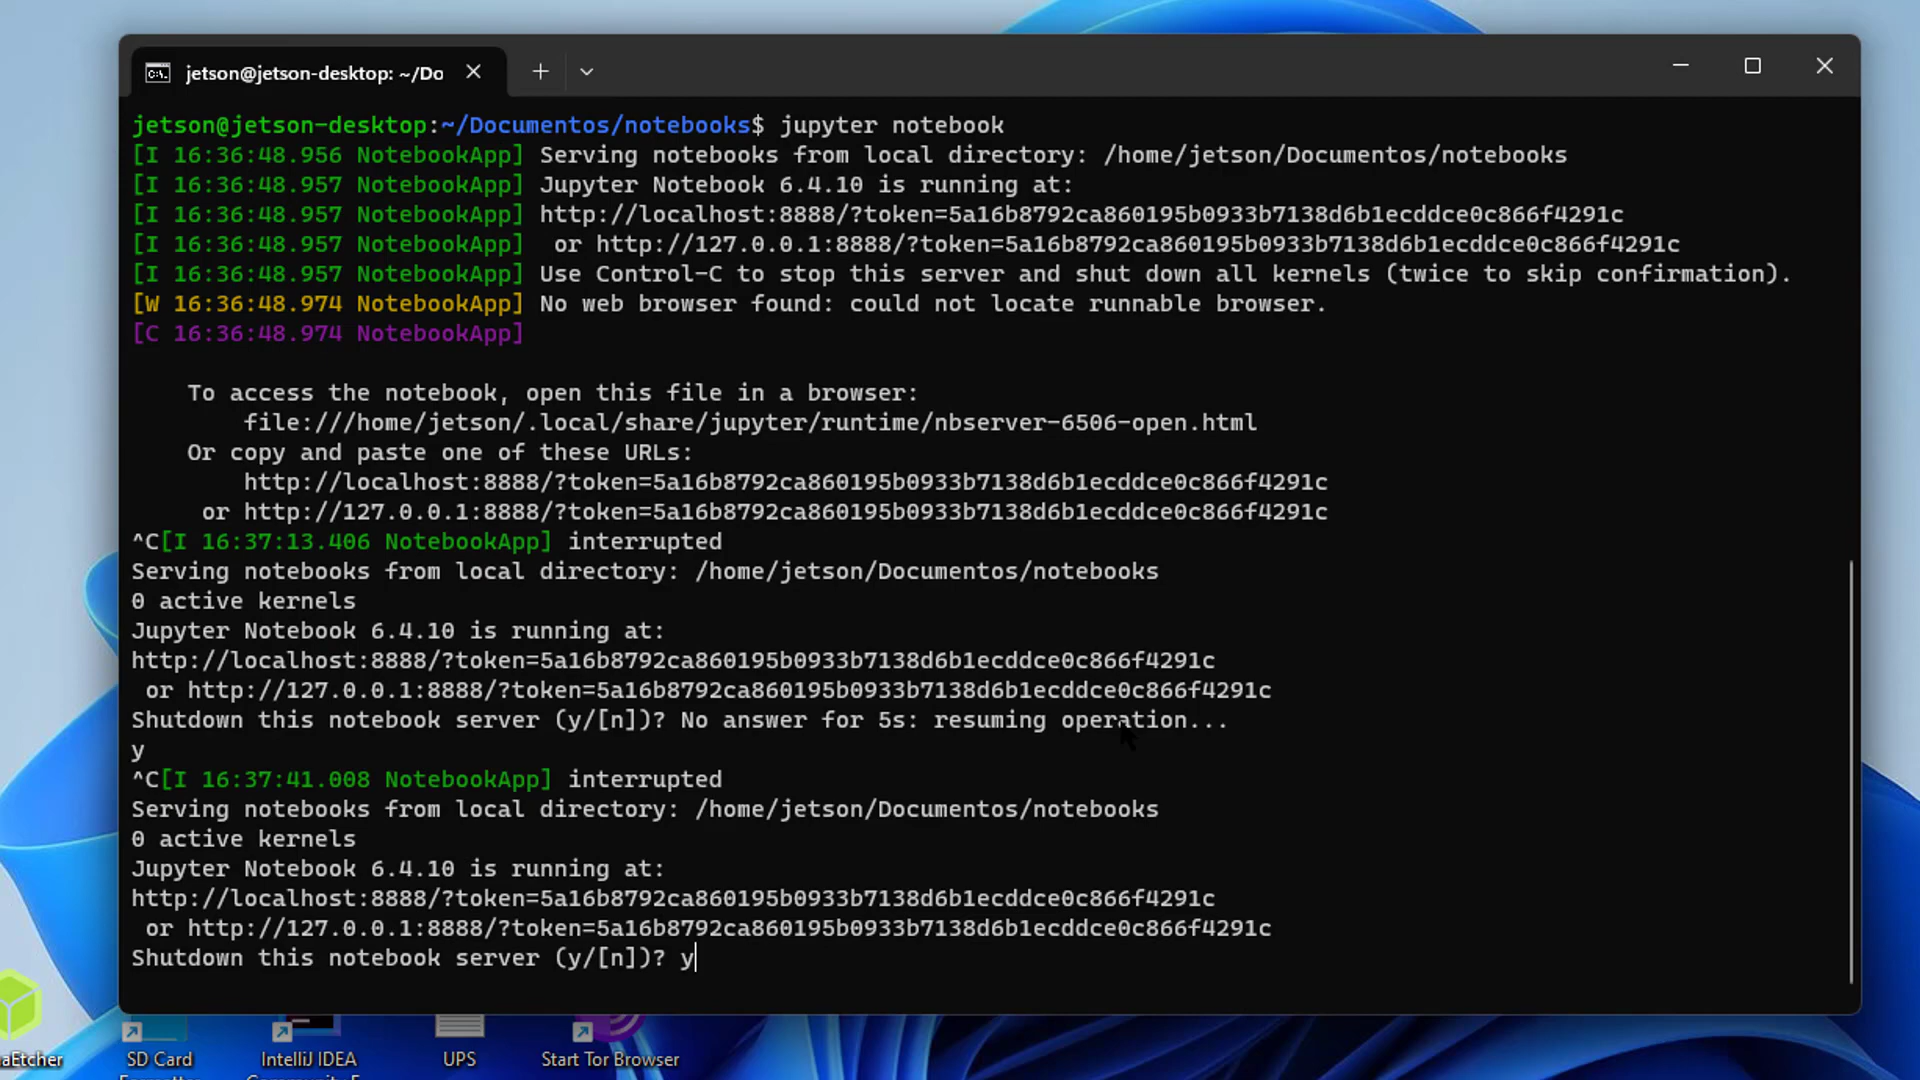 jetson@jetson-desktop: ~/Do
jetson@jetson-desktop:~/Documentos/notebooks$ jupyter notebook
[I 16:36:48.956 NotebookApp] Serving notebooks from local directory: /home/jetson/Documentos/notebooks
[I 16:36:48.957 NotebookApp] Jupyter Notebook 6.4.10 is running at:
[I 16:36:48.957 NotebookApp] http://localhost:8888/?token=5a16b8792ca860195b0933b7138d6b1ecddce0c866f4291c
[I 16:36:48.957 NotebookApp]  or http://127.0.0.1:8888/?token=5a16b8792ca860195b0933b7138d6b1ecddce0c866f4291c
[I 16:36:48.957 NotebookApp] Use Control-C to stop this server and shut down all kernels (twice to skip confirmation).
[W 16:36:48.974 NotebookApp] No web browser found: could not locate runnable browser.
[C 16:36:48.974 NotebookApp]
To access the notebook, open this file in a browser:
file:///home/jetson/.local/share/jupyter/runtime/nbserver-6506-open.html
Or copy and paste one of these URLs:
http://localhost:8888/?token=5a16b8792ca860195b0933b7138d6b1ecddce0c866f4291c
or http://127.0.0.1:8888/?token=5a16b8792ca860195b0933b7138d6b1ecddce0c866f4291c
^C[I 16:37:13.406 NotebookApp] interrupted
Serving notebooks from local directory: /home/jetson/Documentos/notebooks
0 active kernels
Jupyter Notebook 6.4.10 is running at:
http://localhost:8888/?token=5a16b8792ca860195b0933b7138d6b1ecddce0c866f4291c
or http://127.0.0.1:8888/?token=5a16b8792ca860195b0933b7138d6b1ecddce0c866f4291c
Shutdown this notebook server (y/[n])? No answer for 5s: resuming operation...
y
^C[I 16:37:41.008 NotebookApp] interrupted
Serving notebooks from local directory: /home/jetson/Documentos/notebooks
0 active kernels
Jupyter Notebook 6.4.10 is running at:
http://localhost:8888/?token=5a16b8792ca860195b0933b7138d6b1ecddce0c866f4291c
or http://127.0.0.1:8888/?token=5a16b8792ca860195b0933b7138d6b1ecddce0c866f4291c
Shutdown this notebook server (y/[n])? y
aEtcher
SD Card
IntelliJ IDEA
UPS
Start Tor Browser